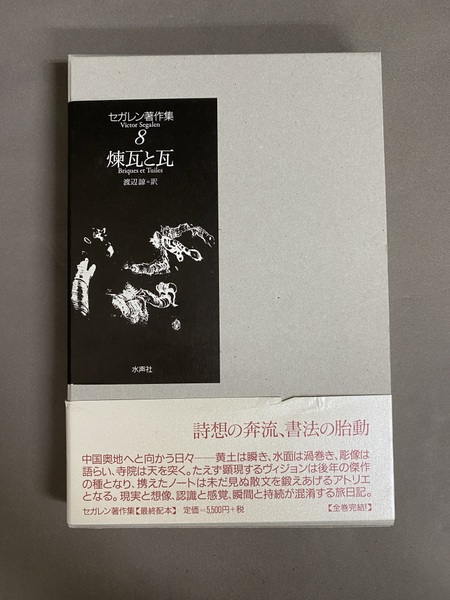 セガレン著作集
Victor Segalen
8
煉瓦と瓦
Briques et Tuiles
渡辺諒＝訳
水声社
詩想の奔流、書法の胎動
中国奥地へと向かう日々——黄土は瞬き、水面は渦巻き、彫像は
語らい、寺院は天を突く。たえず顕現するヴィジョンは後年の傑作
の種となり、携えたノートは未だ見ぬ散文を鍛えあげるアトリエ
となる。現実と想像、認識と感覚、瞬間と持続が混淆する旅日記。
セガレン著作集【最終配本】 定価＝5,500円＋税 【全巻完結!】